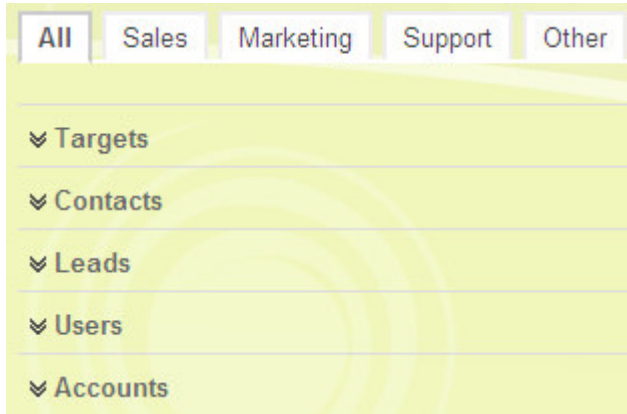 All Sales Marketing Support Other
Targets
Contacts
Leads
Users
Accounts